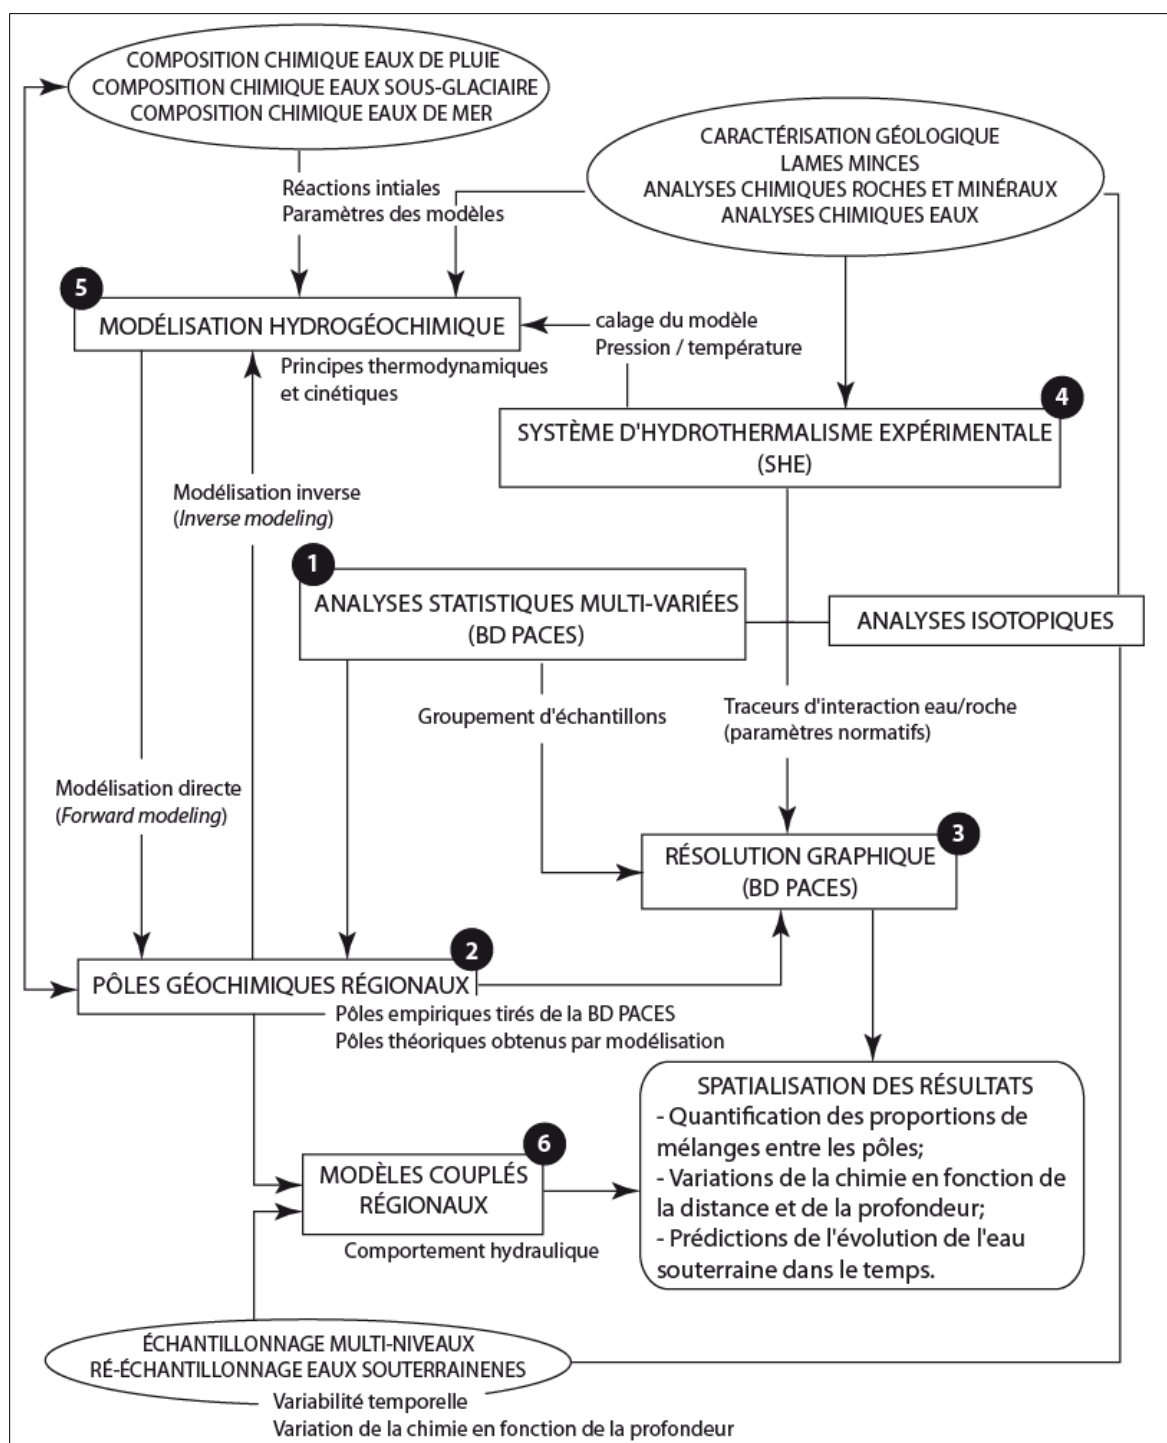 COMPOSITION CHIMIQUE EAUX DE PLUIE
COMPOSITION CHIMIQUE EAUX SOUS-GLACIAIRE
COMPOSITION CHIMIQUE EAUX DE MER
CARACTÉRISATION GÉOLOGIQUE
LAMES MINCES
ANALYSES CHIMIQUES ROCHES ET MINÉRAUX
ANALYSES CHIMIQUES EAUX
Réactions intiales
Paramètres des modèles
5
MODÉLISATION HYDROGÉOCHIMIQUE
calage du modèle
Pression / température
Principes thermodynamiques
et cinétiques
4
SYSTÈME D'HYDROTHERMALISME EXPÉRIMENTALE
(SHE)
Modélisation inverse
(Inverse modeling)
1
ANALYSES STATISTIQUES MULTI-VARIÉES
(BD PACES)
ANALYSES ISOTOPIQUES
Groupement d'échantillons
Traceurs d'interaction eau/roche
(paramètres normatifs)
Modélisation directe
(Forward modeling)
3
RÉSOLUTION GRAPHIQUE
(BD PACES)
2
PÔLES GÉOCHIMIQUES RÉGIONAUX
Pôles empiriques tirés de la BD PACES
Pôles théoriques obtenus par modélisation
SPATIALISATION DES RÉSULTATS
- Quantification des proportions de
mélanges entre les pôles;
- Variations de la chimie en fonction de
la distance et de la profondeur;
- Prédictions de l'évolution de l'eau
souterraine dans le temps.
6
MODÈLES COUPLÉS
RÉGIONAUX
Comportement hydraulique
ÉCHANTILLONNAGE MULTI-NIVEAUX
RÉ-ÉCHANTILLONNAGE EAUX SOUTERRAINENES
Variabilité temporelle
Variation de la chimie en fonction de la profondeur